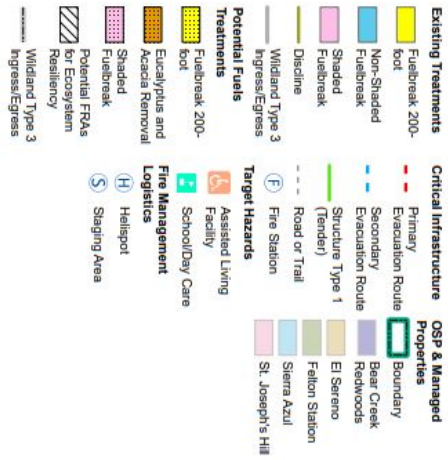 Existing Treatments
Fuelbreak 200-
foot
Non-Shaded
Fuelbreak
Shaded
Fuelbreak
Discline
Wildland Type 3
Ingress/Egress
Potential Fuels
Treatments
Fuelbreak 200-
foot
Eucalyptus and
Acacia Removal
Shaded
Fuelbreak
Potential FRAs
for Ecosystem
Resiliency
Wildland Type 3
Ingress/Egress
Critical Infrastructure
Primary
Evacuation Route
Secondary
Evacuation Route
Structure Type 1
(Tender)
Road or Trail
F Fire Station
Target Hazards
Assisted Living
Facility
School/Day Care
Fire Management
Logistics
H Helispot
S Staging Area
OSP & Managed
Properties
Boundary
Bear Creek
Redwoods
El Sereno
Felton Station
Sierra Azul
St. Joseph's Hill